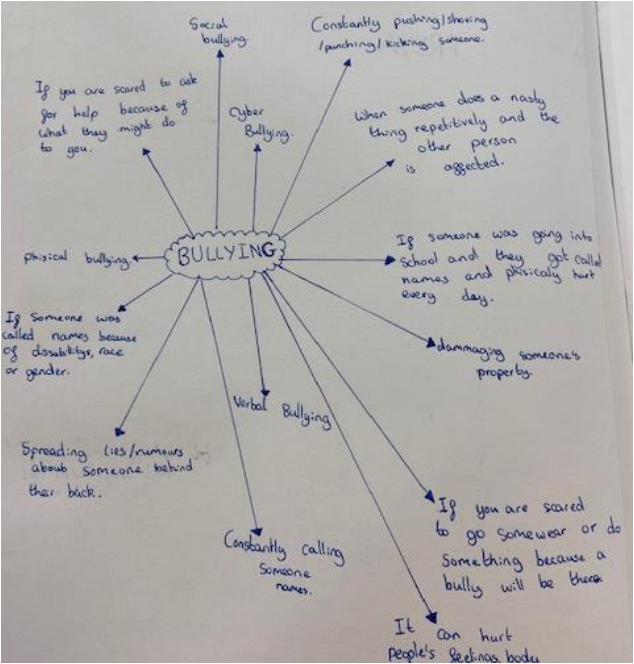 Social
bullying.
Constantly pushing/shoving
/punching/kicking someone.
If you are scared to ask
for help because of
what they might do
to you.
Cyber
Bullying.
When someone does a nasty
thing repetitively and the
other person
is affected.
BULLYING
phisical bullying.
If someone was going into
school and they got called
names and phisicaly hurt
every day.
If someone was
called names because
of dissabilitys, race
or gender.
dammaging someone's
property.
Verbal Bullying
Spreading lies/rumours
about someone behind
their back.
Constantly calling
someone
names.
If you are scared
to go somewear or do
something because a
bully will be there
It can hurt
people's feelings, body